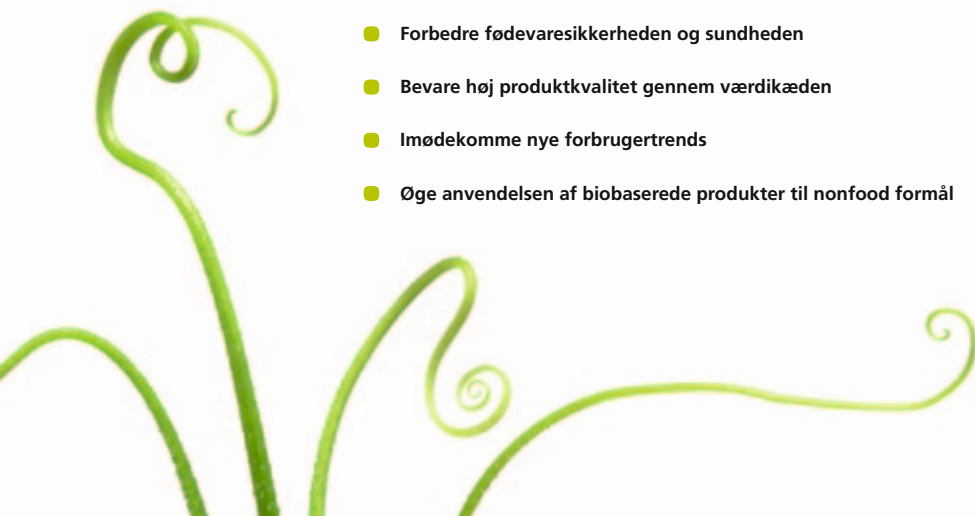 Forbedre fødevaresikkerheden og sundheden
Bevare høj produktkvalitet gennem værdikæden
Imødekomme nye forbrugertrends
Øge anvendelsen af biobaserede produkter til nonfood formål